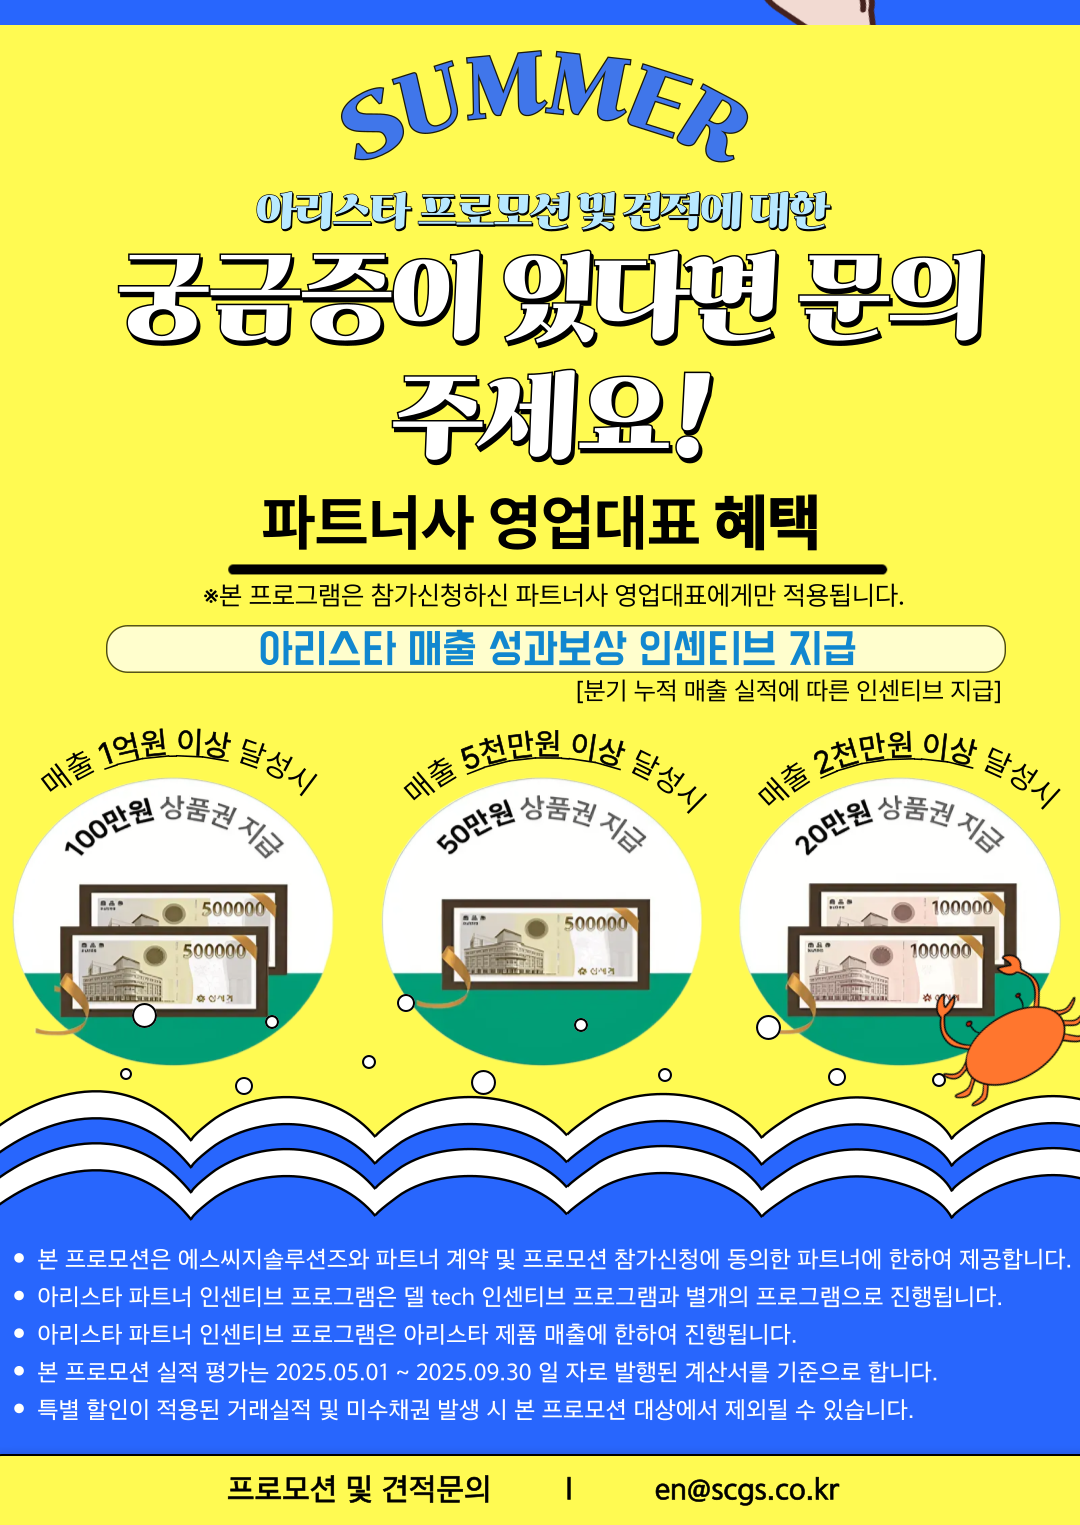 SUMMER
아리스타 프로모션 및 견적에 대한
궁금증이 있다면 문의
주세요!
파트너사 영업대표 혜택
※본 프로그램은 참가신청하신 파트너사 영업대표에게만 적용됩니다.
아리스타 매출 성과보상 인센티브 지급
[분기 누적 매출 실적에 따른 인센티브 지급]
매출 1억원 이상 달성시
100만원 상품권 지급
500000
500000
신세계
매출 5천만원 이상 달성시
50만원 상품권 지급
500000
신세계
매출 2천만원 이상 달성시
20만원 상품권 지급
100000
100000
본 프로모션은 에스씨지솔루션즈와 파트너 계약 및 프로모션 참가신청에 동의한 파트너에 한하여 제공합니다.
아리스타 파트너 인센티브 프로그램은 델 tech 인센티브 프로그램과 별개의 프로그램으로 진행됩니다.
아리스타 파트너 인센티브 프로그램은 아리스타 제품 매출에 한하여 진행됩니다.
본 프로모션 실적 평가는 2025.05.01 ~ 2025.09.30 일 자로 발행된 계산서를 기준으로 합니다.
특별 할인이 적용된 거래실적 및 미수채권 발생 시 본 프로모션 대상에서 제외될 수 있습니다.
프로모션 및 견적문의 | en@scgs.co.kr